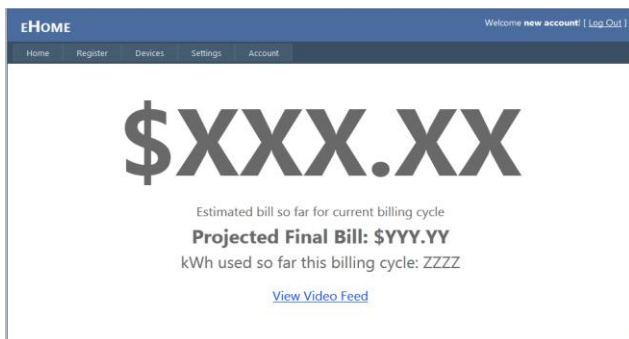 EHOME
Welcome new account! [ Log Out ]
Home Register Devices Settings Account
$XXX.XX
Estimated bill so far for current billing cycle
Projected Final Bill: $YYY.YY
kWh used so far this billing cycle: ZZZZ
View Video Feed